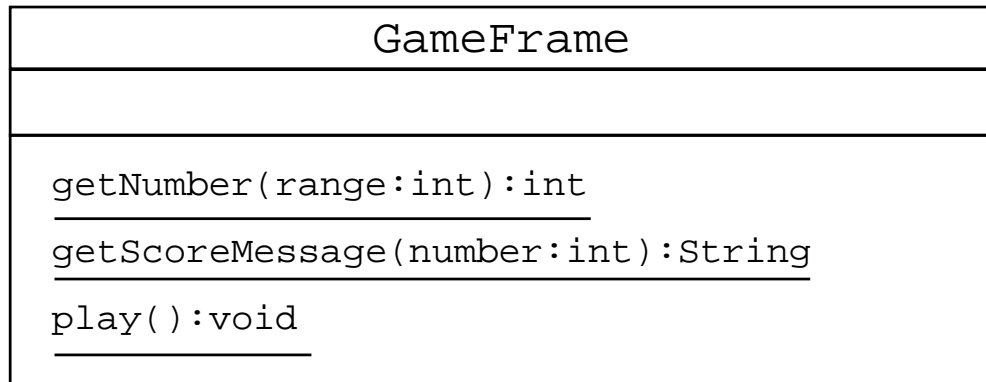 GameFrame
getNumber(range:int):int
getScoreMessage(number:int):String
play():void